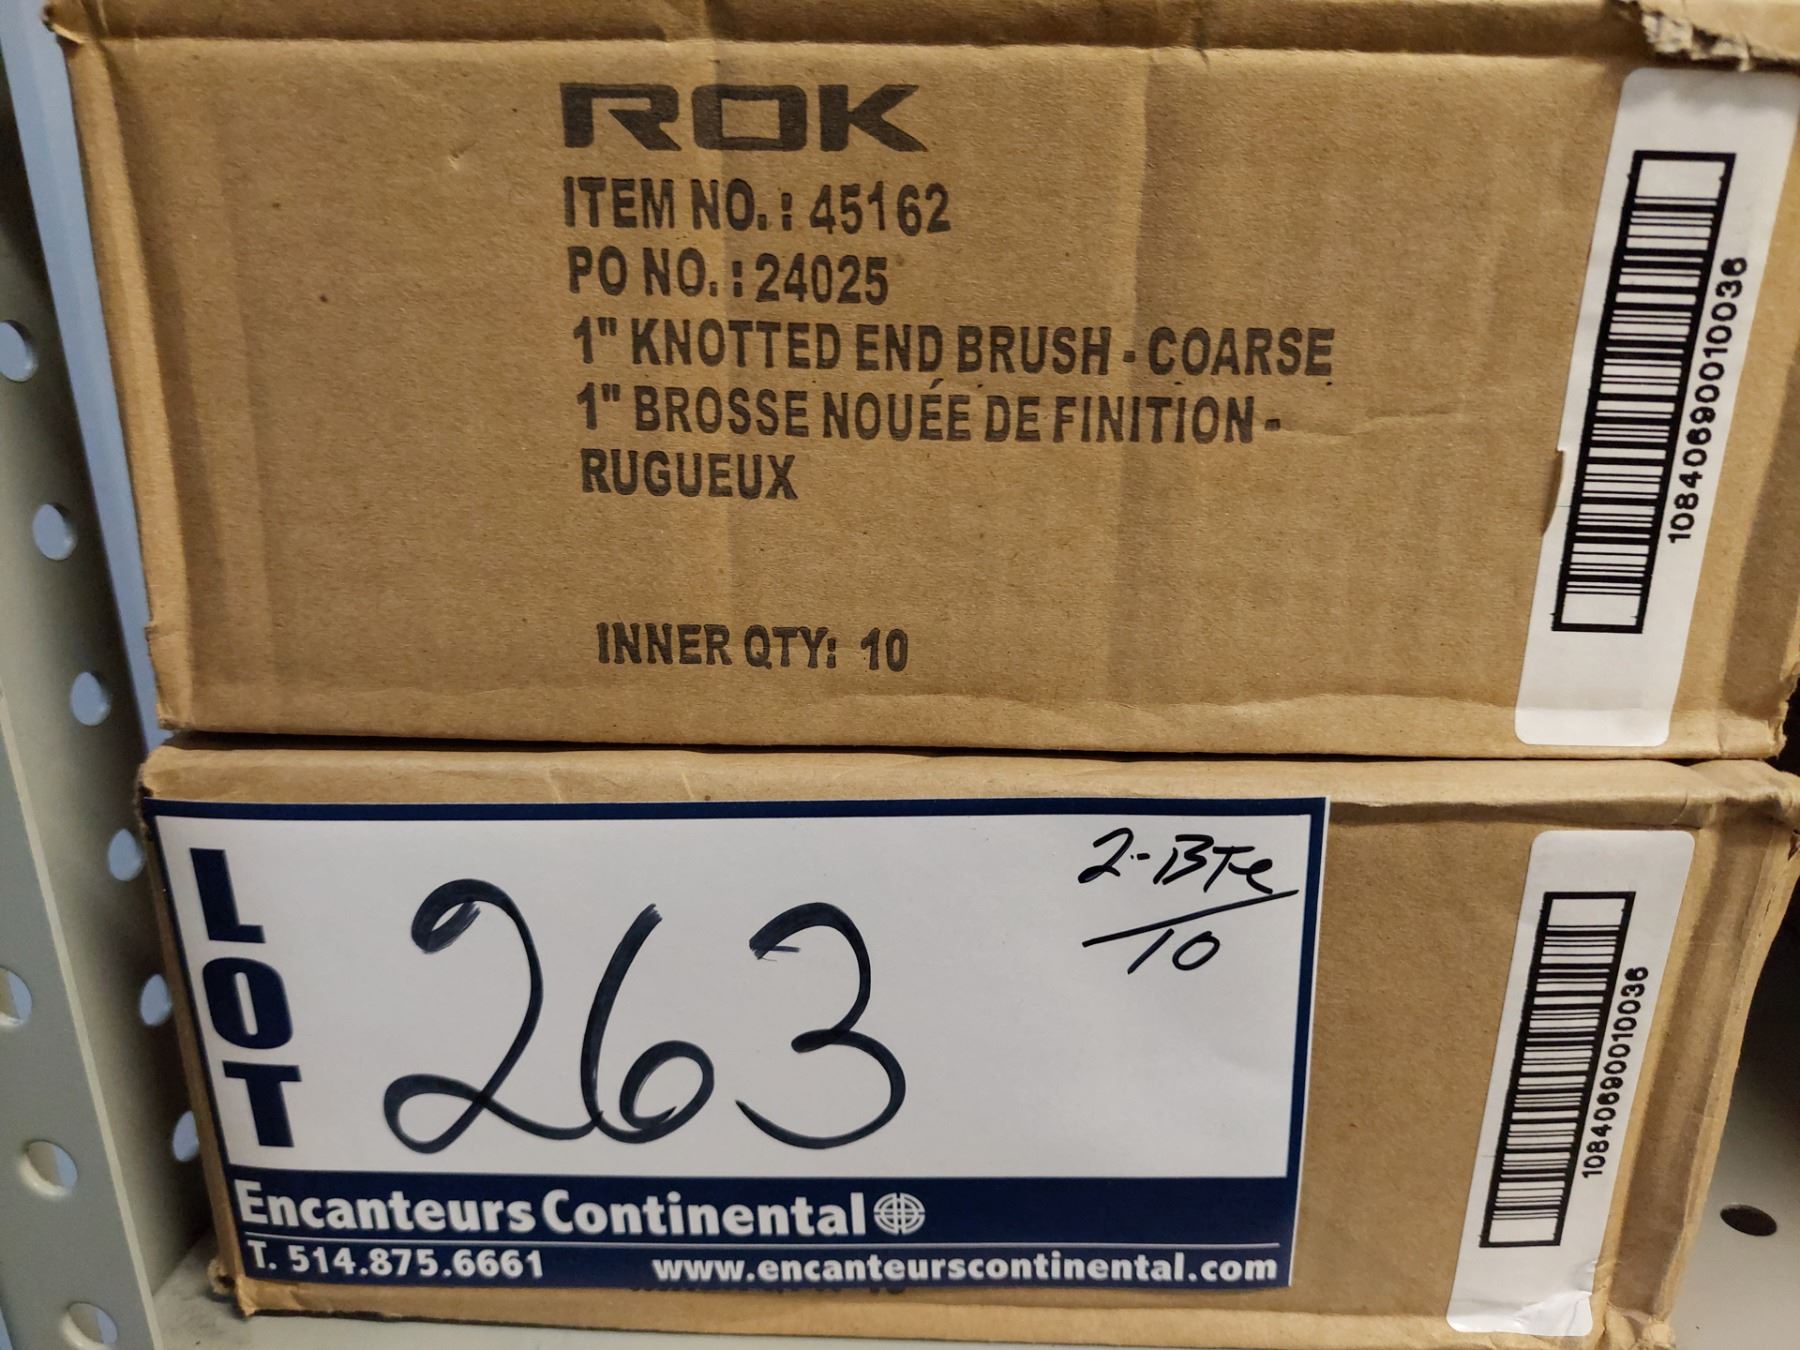 ROK
ITEM NO.: 45162
PO NO.: 24025
1" KNOTTED END BRUSH - COARSE
1" BROSSE NOUÉE DE FINITION -
RUGUEUX
INNER QTY: 10
10840690010036
LOT
263
2-BTe
10
Encanteurs Continental
T. 514.875.6661 www.encanteurscontinental.com
10840690010036